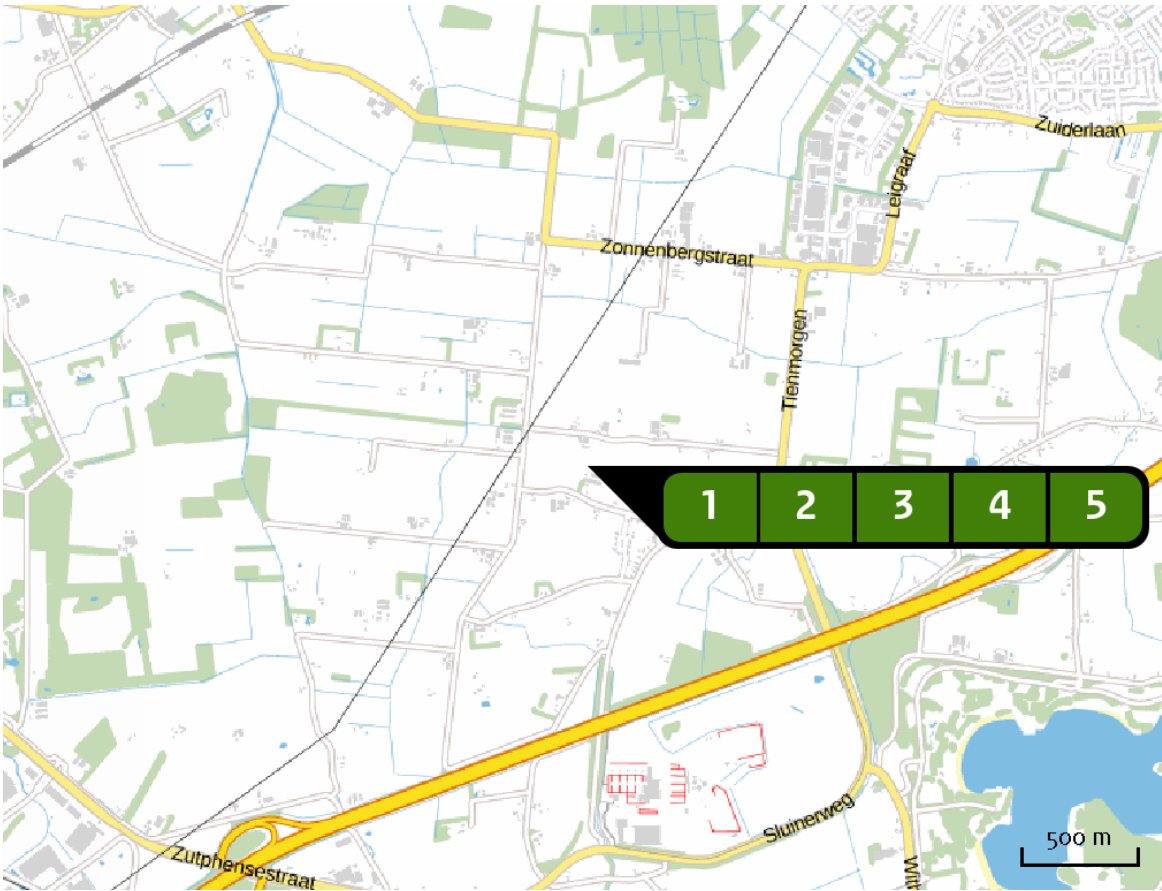 Zuiderlaan
Leigraaf
Zonnenbergstraat
Tienmorgen
1 2 3 4 5
Sluinerweg
500 m
Zutphensestraat